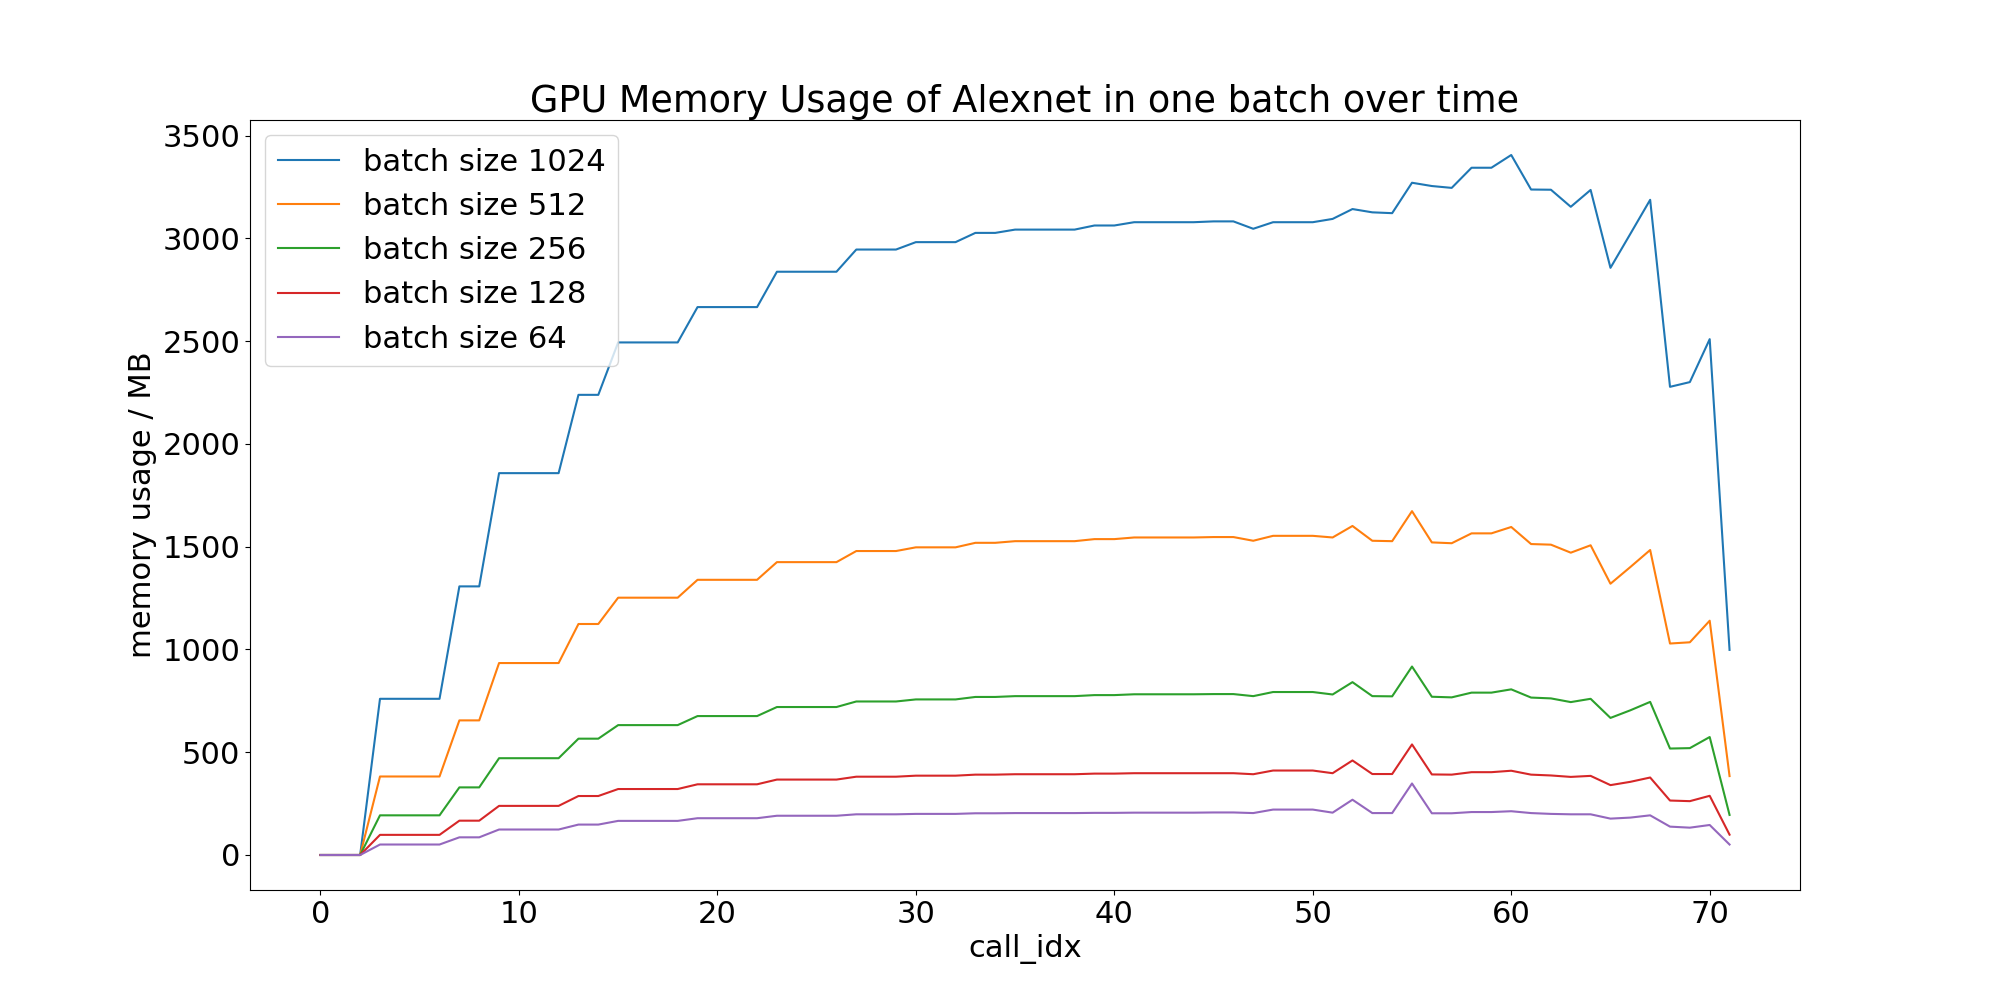 GPU Memory Usage of Alexnet in one batch over time
3500
3000
2500
2000
1500
1000
500
0
memory usage / MB
batch size 1024
batch size 512
batch size 256
batch size 128
batch size 64
0 10 20 30 40 50 60 70
call_idx